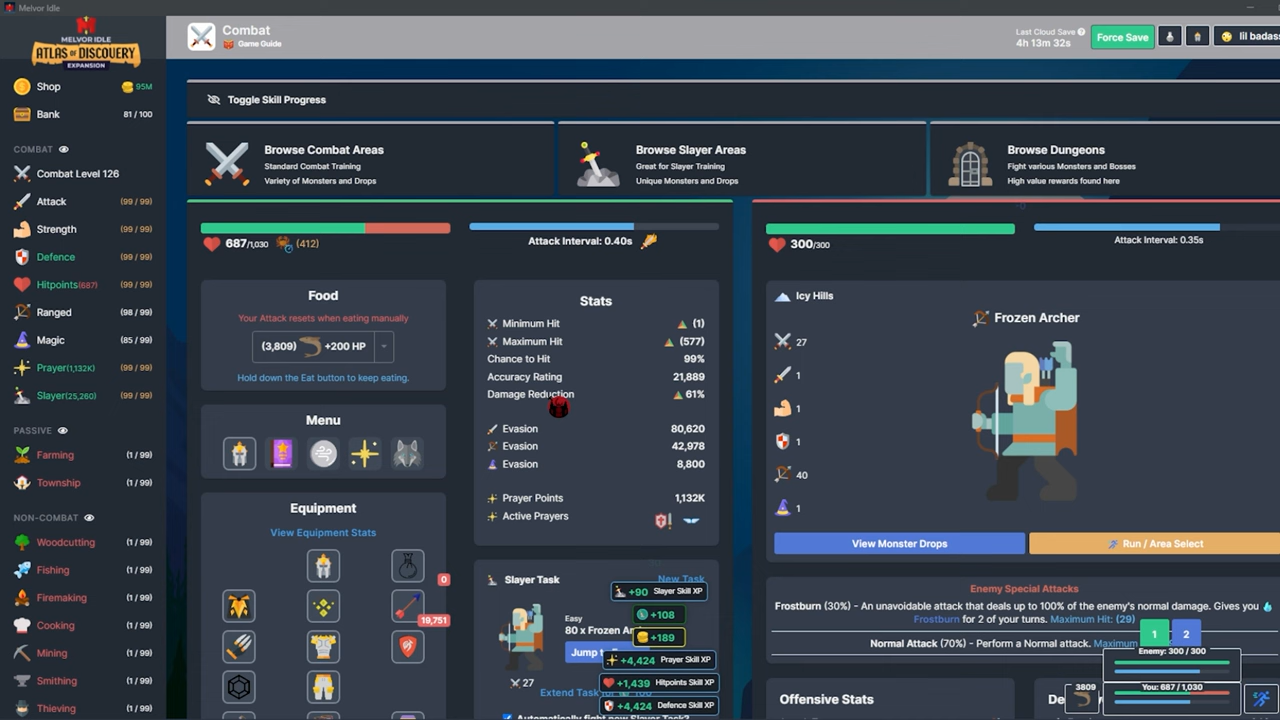 Melvor Idle
MELVOR IDLE
ATLAS OF DISCOVERY
EXPANSION
Shop
95M
Bank
81 / 100
COMBAT
Combat Level 126
Attack (99 / 99)
Strength (99 / 99)
Defence (99 / 99)
Hitpoints(687) (99 / 99)
Ranged (98 / 99)
Magic (85 / 99)
Prayer(1,132K) (99 / 99)
Slayer(25,260) (99 / 99)
PASSIVE
Farming (1 / 99)
Township (1 / 99)
NON-COMBAT
Woodcutting (1 / 99)
Fishing (1 / 99)
Firemaking (1 / 99)
Cooking (1 / 99)
Mining (1 / 99)
Smithing (1 / 99)
Thieving (1 / 99)
Combat
Game Guide
Last Cloud Save
4h 13m 32s
Force Save
lil badass
Toggle Skill Progress
Browse Combat Areas
Standard Combat Training
Variety of Monsters and Drops
Browse Slayer Areas
Great for Slayer Training
Unique Monsters and Drops
Browse Dungeons
Fight various Monsters and Bosses
High value rewards found here
687/1,030 (412)
Attack Interval: 0.40s
Food
Your Attack resets when eating manually
(3,809) +200 HP
Hold down the Eat button to keep eating.
Menu
Equipment
View Equipment Stats
0
19,751
Stats
Minimum Hit (1)
Maximum Hit (577)
Chance to Hit 99%
Accuracy Rating 21,889
Damage Reduction 61%
Evasion 80,620
Evasion 42,978
Evasion 8,800
Prayer Points 1,132K
Active Prayers
Slayer Task
New Task
Easy
80 x Frozen Ar
Jump t
27
Extend Task
Automatically fight new Slayer Task?
+90 Slayer Skill XP
+108
+189
+4,424 Prayer Skill XP
+1,439 Hitpoints Skill XP
+4,424 Defence Skill XP
300/300
Attack Interval: 0.35s
Icy Hills
Frozen Archer
27
1
1
1
40
1
View Monster Drops
Run / Area Select
Enemy Special Attacks
Frostburn (30%) - An unavoidable attack that deals up to 100% of the enemy's normal damage. Gives you
Frostburn for 2 of your turns. Maximum Hit: (29)
Normal Attack (70%) - Perform a Normal attack. Maximum
1
2
Enemy: 300 / 300
You: 687 / 1,030
3809
Offensive Stats
De